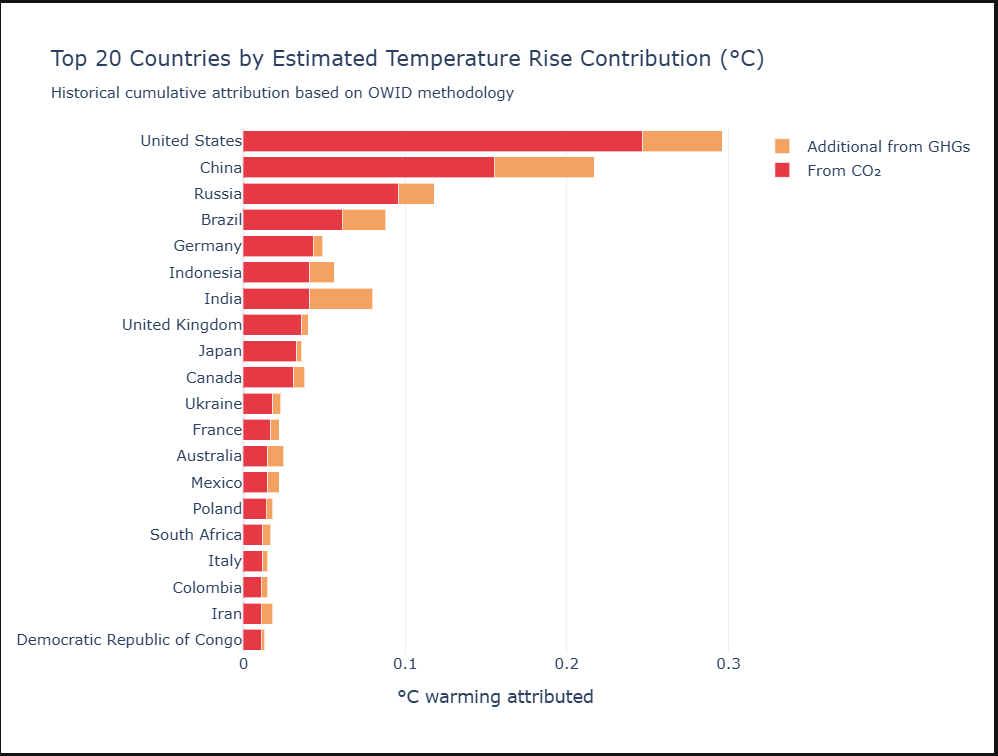 Top 20 Countries by Estimated Temperature Rise Contribution (°C)
Historical cumulative attribution based on OWID methodology
United States
China
Russia
Brazil
Germany
Indonesia
India
United Kingdom
Japan
Canada
Ukraine
France
Australia
Mexico
Poland
South Africa
Italy
Colombia
Iran
Democratic Republic of Congo
0 0.1 0.2 0.3
°C warming attributed
Additional from GHGs
From CO₂